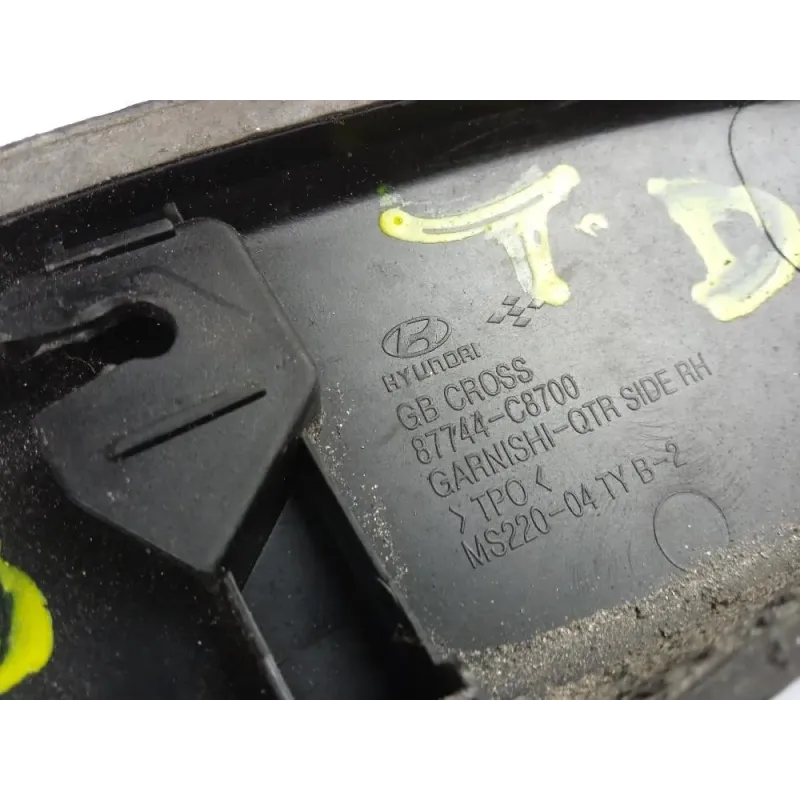 T.D
HYUNDAI
GB CROSS
87744-C8700
GARNISHI-QTR SIDE RH
>TPO<
MS220-04 TY B-2